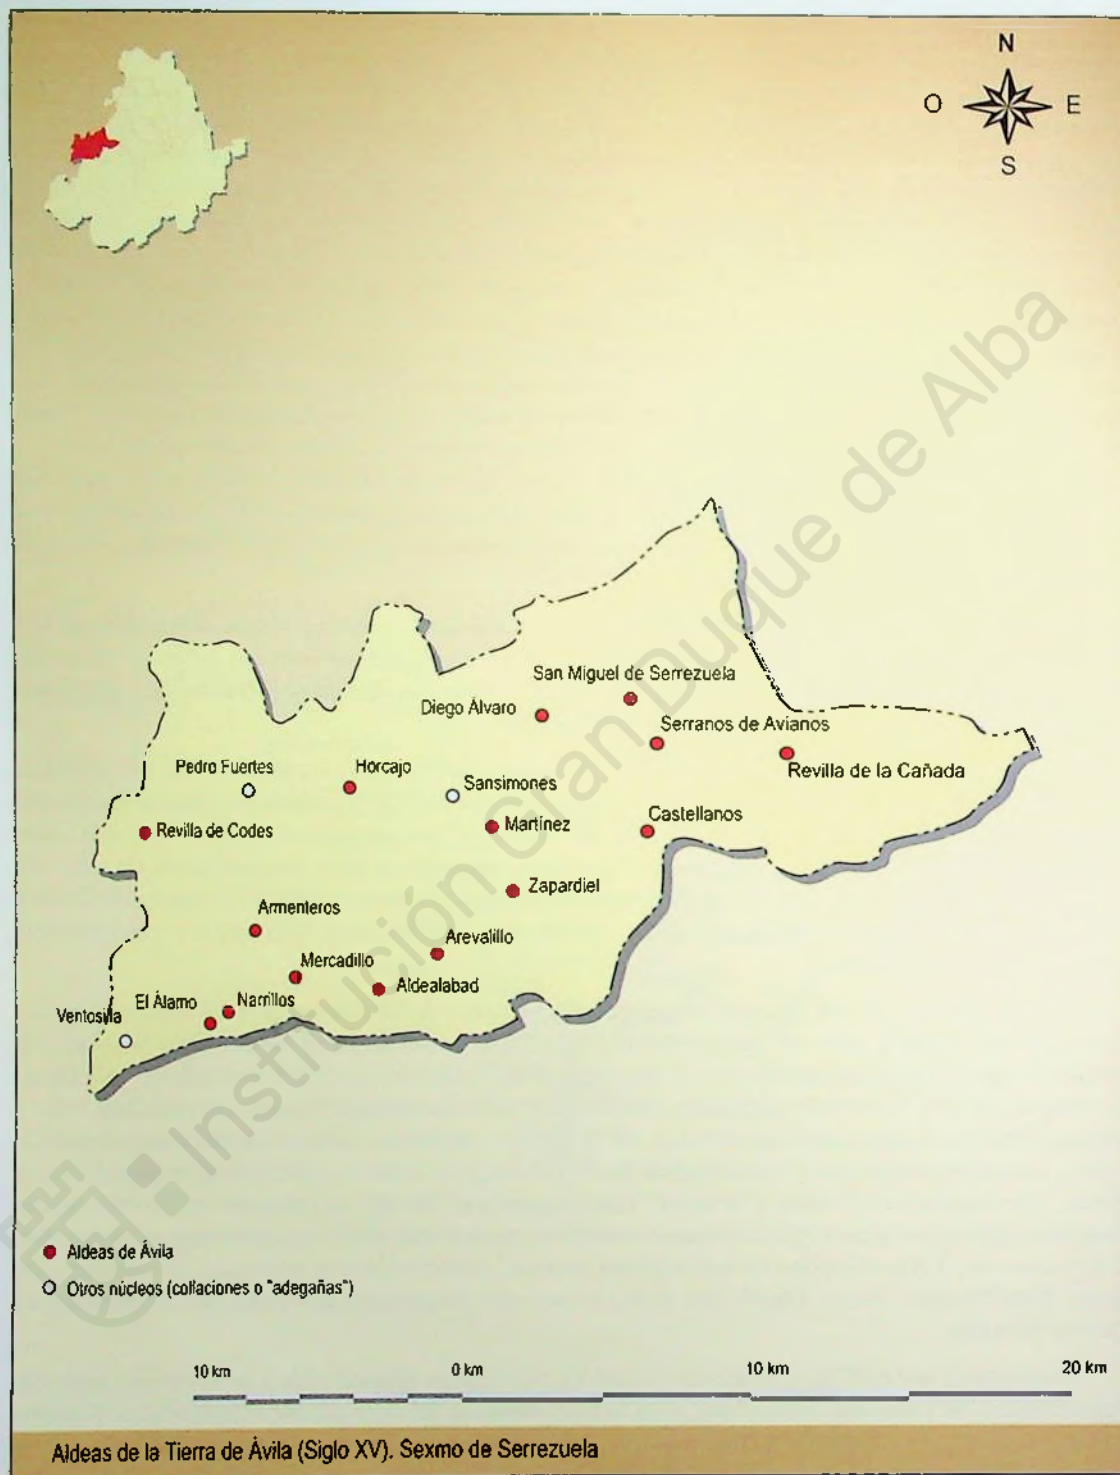 N
O
E
S
San Miguel de Serrezuela
Diego Álvaro
Serranos de Avianos
Pedro Fuertes
Horcajo
Sansimones
Revilla de la Cañada
Revilla de Codes
Martínez
Castellanos
Zapardiel
Armenteros
Arevalillo
Mercadillo
Aldealabad
El Álamo
Narrillos
Ventosilla
Institución Gran Duque de Alba
Aldeas de Ávila
Otros núcleos (collaciones o "adegañas")
10 km 0 km 10 km 20 km
Aldeas de la Tierra de Ávila (Siglo XV). Sexmo de Serrezuela